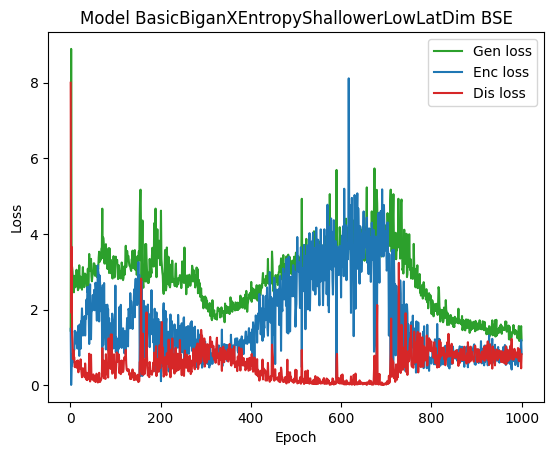 Model BasicBiganXEntropyShallowerLowLatDim BSE
Gen loss
Enc loss
Dis loss
8
6
4
2
0
Loss
0 200 400 600 800 1000
Epoch